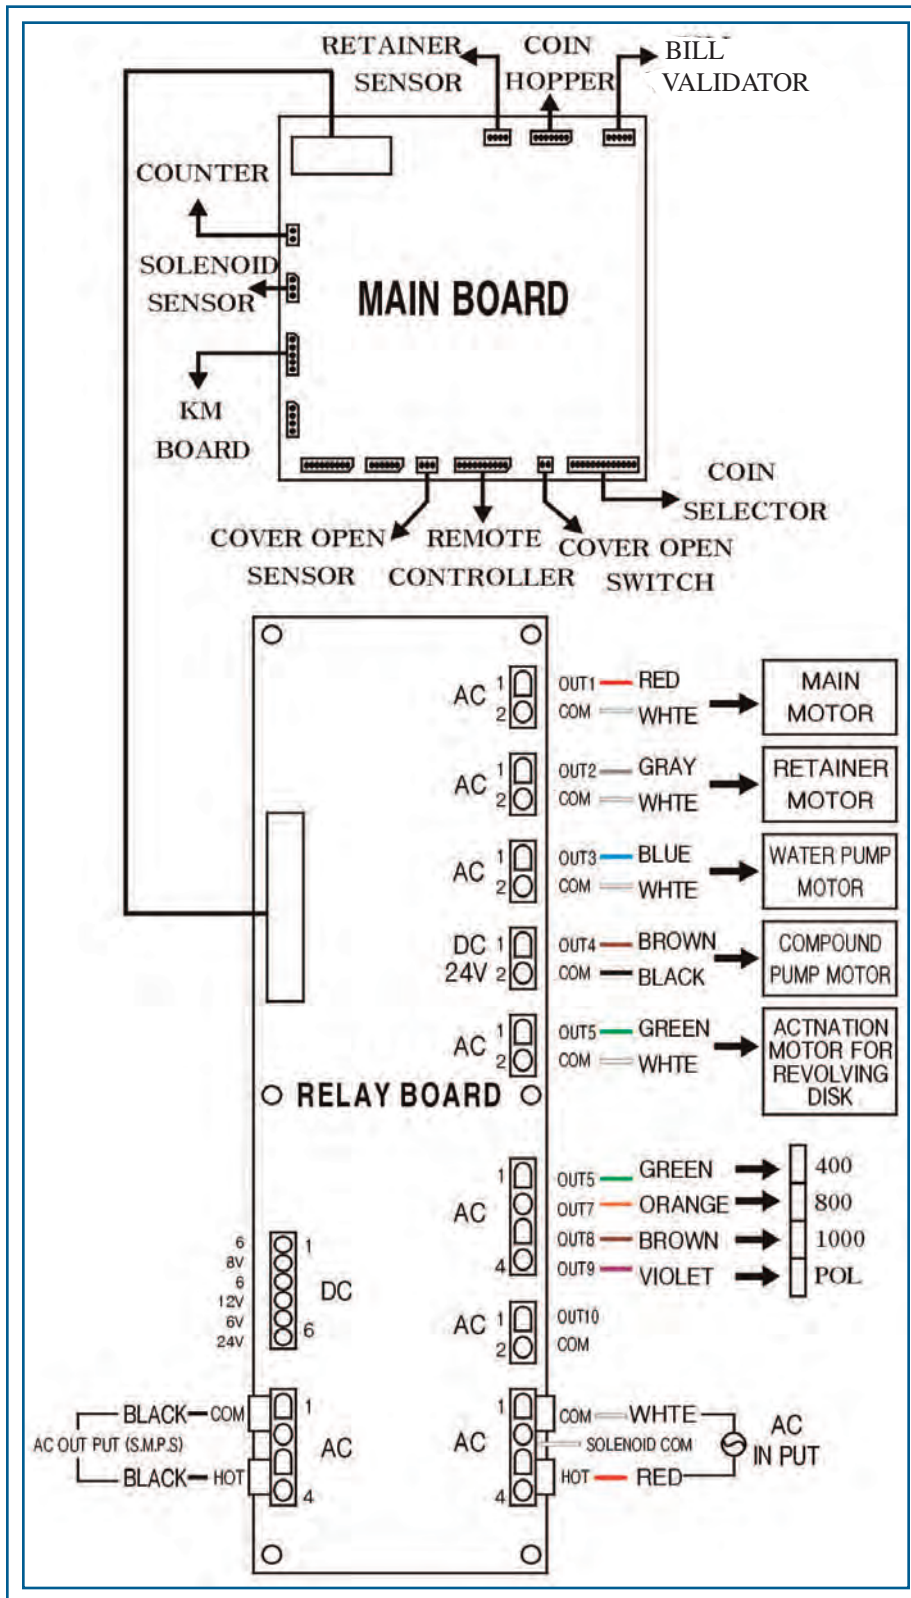 RETAINER
SENSOR
COIN
HOPPER
BILL
VALIDATOR
COUNTER
SOLENOID
SENSOR
MAIN BOARD
KM
BOARD
COIN
SELECTOR
COVER OPEN
SENSOR
REMOTE
CONTROLLER
COVER OPEN
SWITCH
AC 1 2
OUT1 RED
COM WHTE
MAIN
MOTOR
AC 1 2
OUT2 GRAY
COM WHTE
RETAINER
MOTOR
AC 1 2
OUT3 BLUE
COM WHTE
WATER PUMP
MOTOR
DC 1
24V 2
OUT4 BROWN
COM BLACK
COMPOUND
PUMP MOTOR
AC 1 2
OUT5 GREEN
COM WHTE
ACTNATION
MOTOR FOR
REVOLVING
DISK
RELAY BOARD
AC 1 4
OUT5 GREEN 400
OUT7 ORANGE 800
OUT8 BROWN 1000
OUT9 VIOLET POL
6
8V
6
12V
6V
24V
1
DC
6
AC 1 2
OUT10
COM
BLACK COM
AC OUT PUT (S.M.P.S)
BLACK HOT
1
AC
4
AC 1 4
COM WHTE
SOLENOID COM
HOT RED
AC
IN PUT